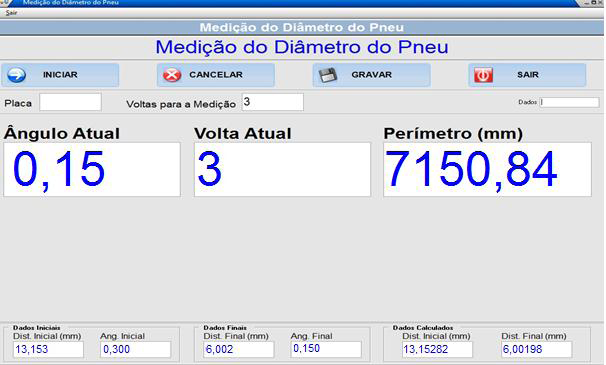 Medição do Diâmetro do Pneu
Sair
Medição do Diâmetro do Pneu
Medição do Diâmetro do Pneu
INICIAR CANCELAR GRAVAR SAIR
Placa Voltas para a Medição 3 Dados
Ângulo Atual Volta Atual Perímetro (mm)
0,15 3 7150,84
Dados Iniciais Dados Finais Dados Calculados
Dist. Inicial (mm) Ang. Inicial Dist. Final (mm) Ang. Final Dist. Inicial (mm) Dist. Final (mm)
13,153 0,300 6,002 0,150 13,15282 6,00198